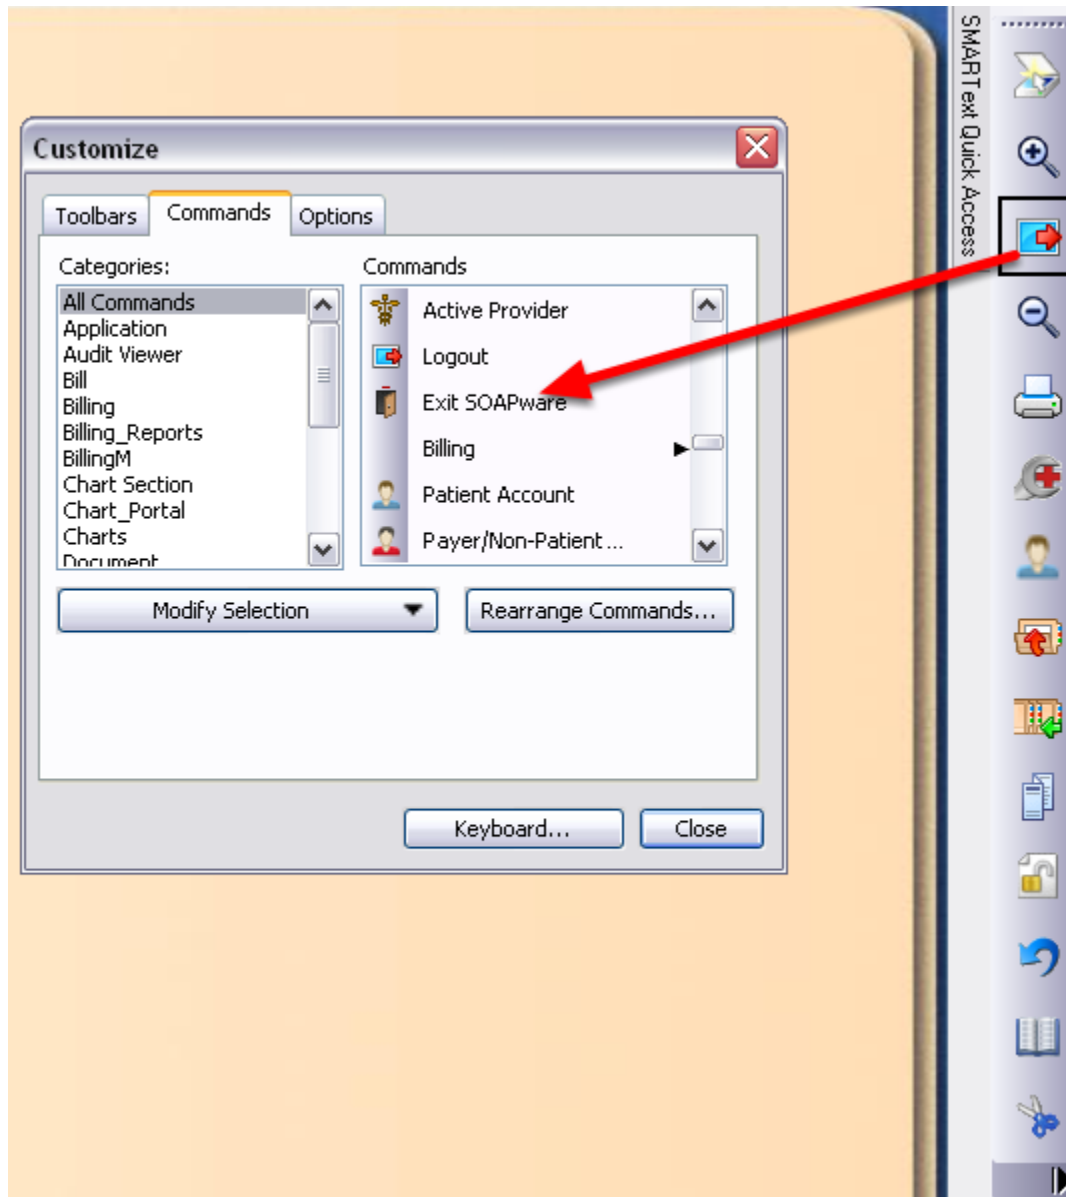 SMARText Quick Access
Customize
Toolbars
Commands
Options
Categories:
All Commands
Application
Audit Viewer
Bill
Billing
Billing_Reports
BillingM
Chart Section
Chart_Portal
Charts
Document
Commands
Active Provider
Logout
Exit SOAPware
Billing
Patient Account
Payer/Non-Patient ...
Modify Selection
Rearrange Commands...
Keyboard...
Close